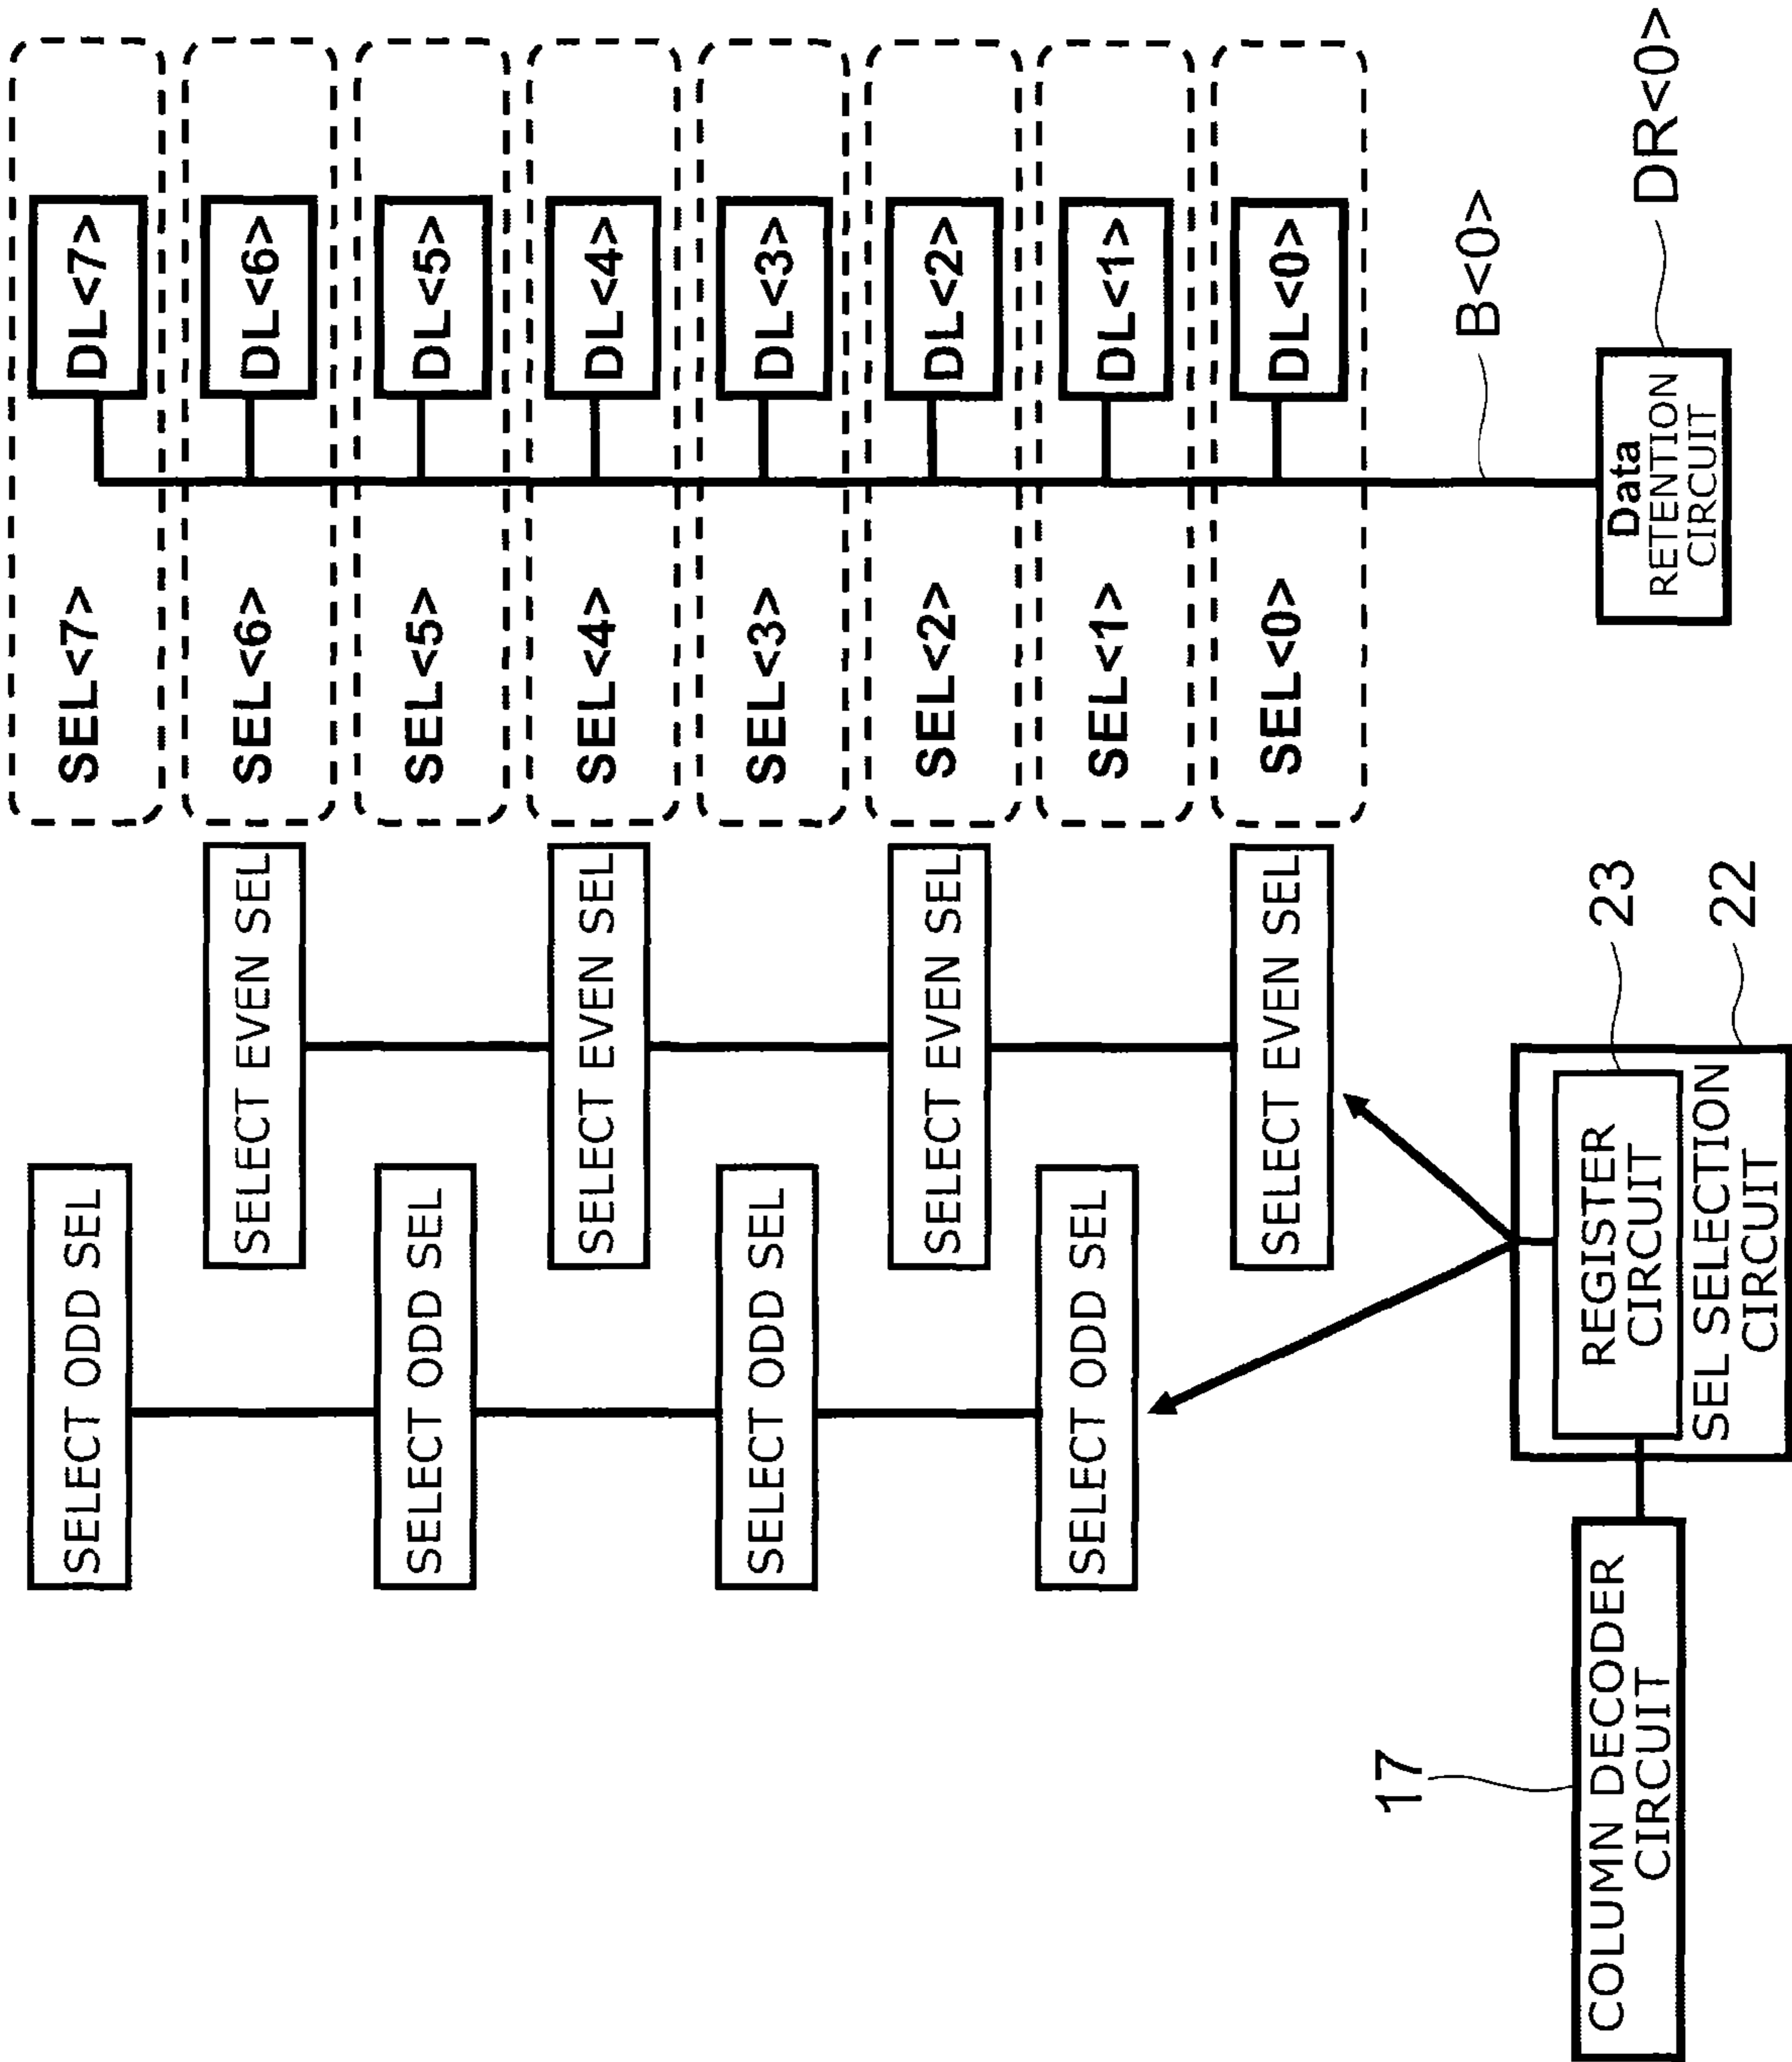 17
COLUMN DECODER
CIRCUIT
SELECT ODD SEL
SELECT ODD SEL
SELECT ODD SEL
SELECT ODD SEL
REGISTER
CIRCUIT
SEL SELECTION
CIRCUIT
23
22
SELECT EVEN SEL
SELECT EVEN SEL
SELECT EVEN SEL
SELECT EVEN SEL
SEL<0>
SEL<1>
SEL<2>
SEL<3>
SEL<4>
SEL<5>
SEL<6>
SEL<7>
DL<0>
DL<1>
DL<2>
DL<3>
DL<4>
DL<5>
DL<6>
DL<7>
Data
RETENTION
CIRCUIT
B<0>
DR<0>